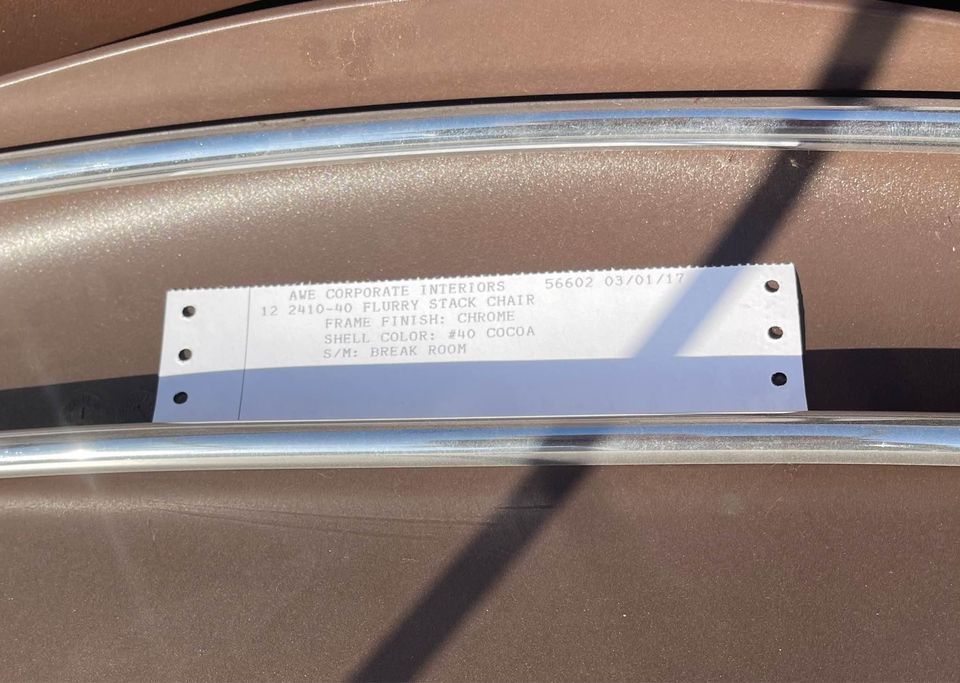 AWE CORPORATE INTERIORS 56602 03/01/17
12 2410-40 FLURRY STACK CHAIR
FRAME FINISH: CHROME
SHELL COLOR: #40 COCOA
S/M: BREAK ROOM